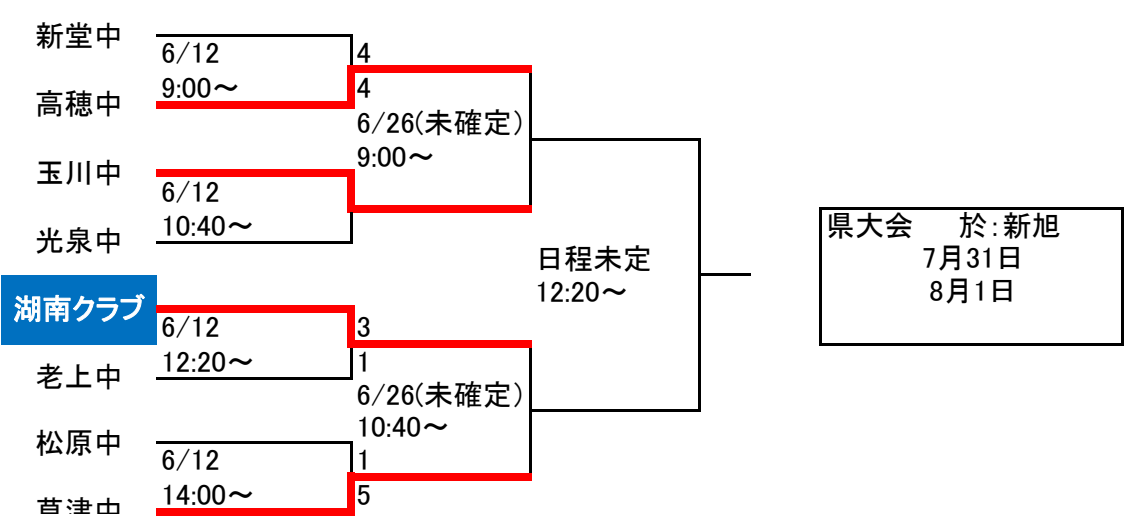 新堂中
6/12
4
9:00～
4
高穂中
6/26(未確定)
9:00～
玉川中
6/12
10:40～
光泉中
県大会 於:新旭
7月31日
8月1日
日程未定
12:20～
湖南クラブ
6/12
3
12:20～
1
老上中
6/26(未確定)
10:40～
松原中
6/12
1
14:00～
5
草津中